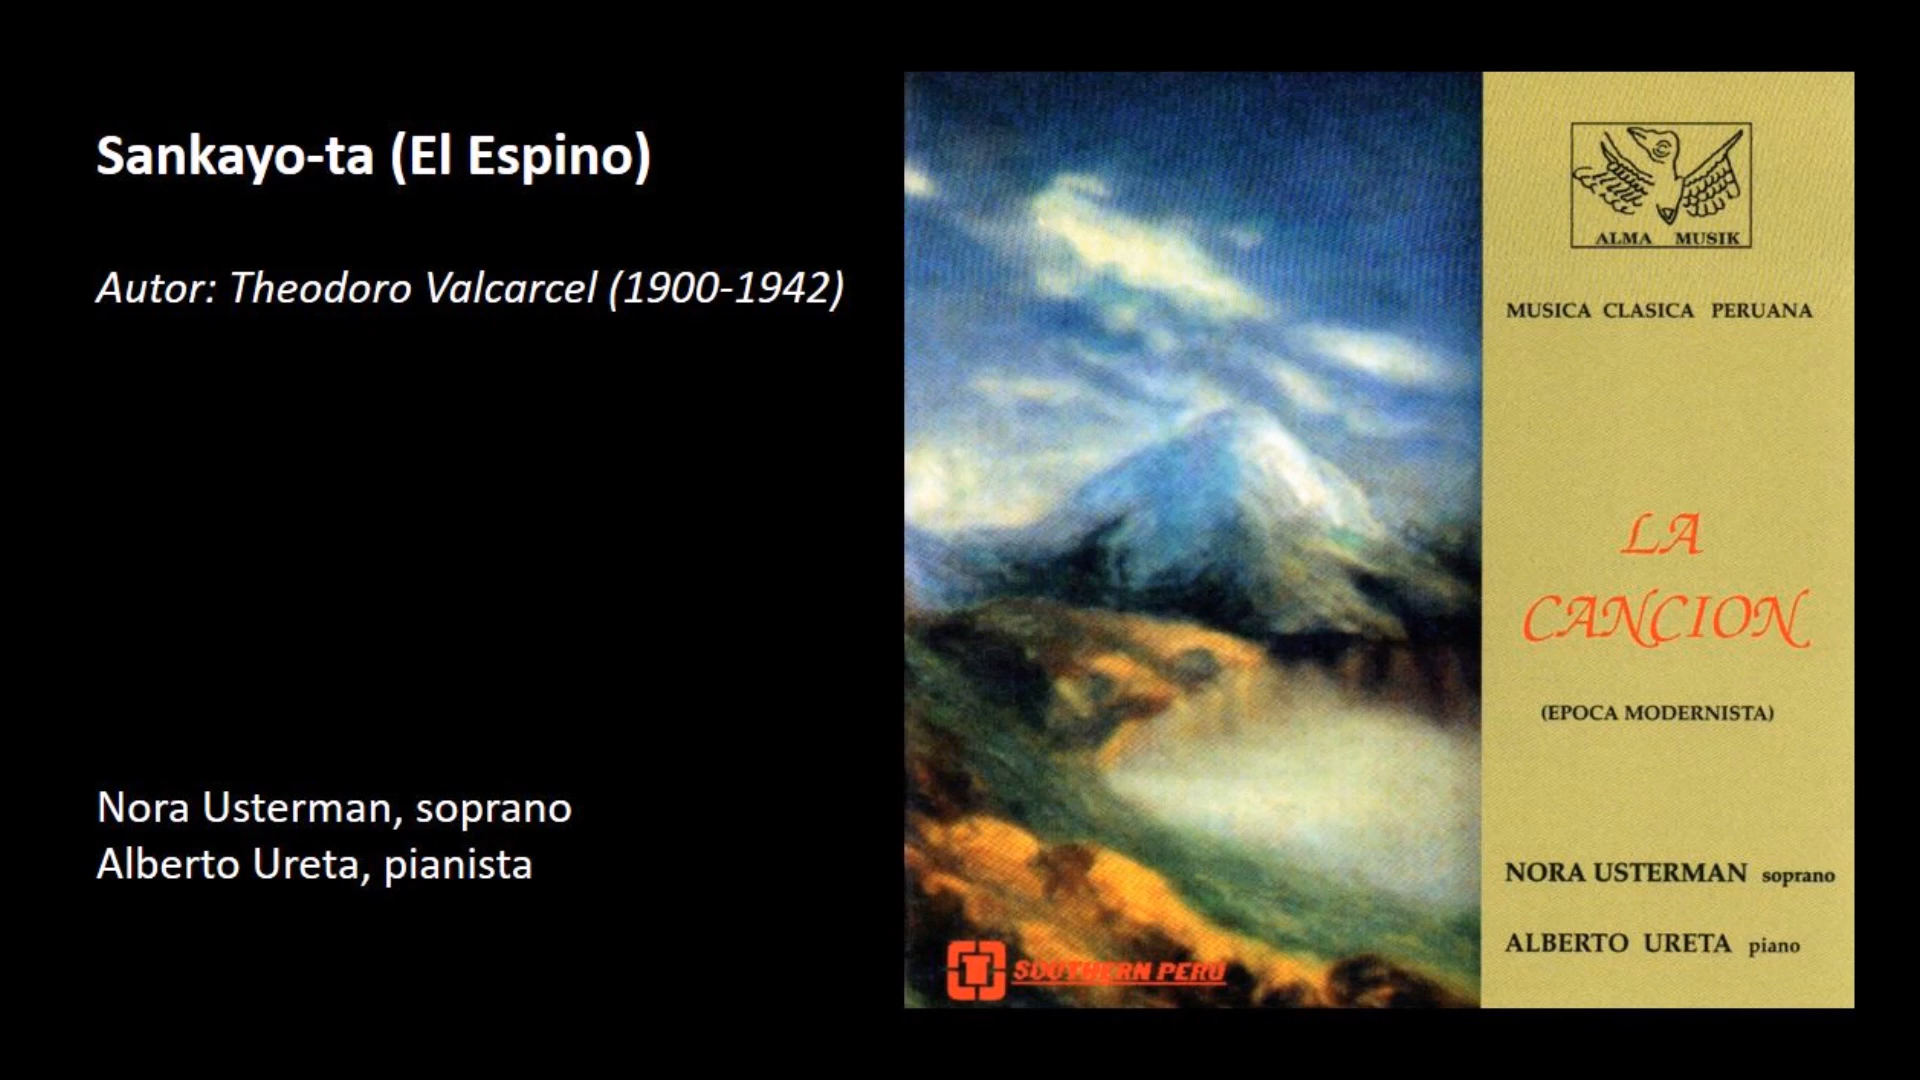 Sankayo-ta (El Espino)
Autor: Theodoro Valcarcel (1900-1942)
Nora Usterman, soprano
Alberto Ureta, pianista
ALMA MUSIK
MUSICA CLASICA PERUANA
LA
CANCION
(EPOCA MODERNISTA)
NORA USTERMAN soprano
ALBERTO URETA piano
SOUTHERN PERU